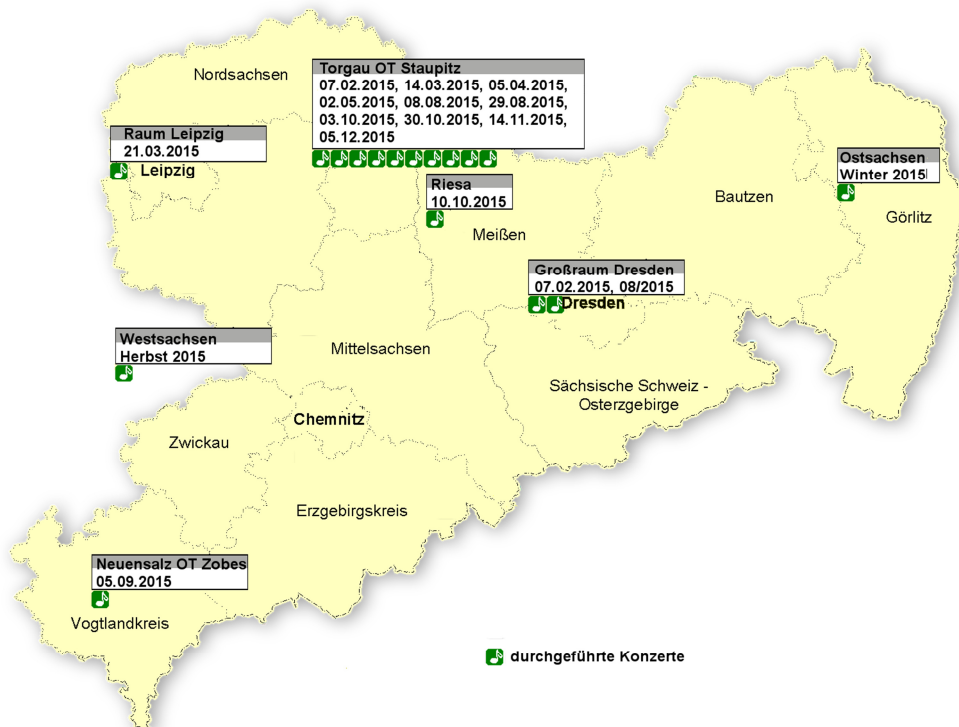 Nordsachsen
Torgau OT Staupitz
07.02.2015, 14.03.2015, 05.04.2015,
02.05.2015, 08.08.2015, 29.08.2015,
03.10.2015, 30.10.2015, 14.11.2015,
05.12.2015
Raum Leipzig
21.03.2015
Leipzig
Ostsachsen
Winter 2015
Riesa
10.10.2015
Bautzen
Görlitz
Meißen
Großraum Dresden
07.02.2015, 08/2015
Dresden
Westsachsen
Herbst 2015
Mittelsachsen
Sächsische Schweiz -
Osterzgebirge
Chemnitz
Zwickau
Erzgebirgskreis
Neuensalz OT Zobes
05.09.2015
Vogtlandkreis
durchgeführte Konzerte